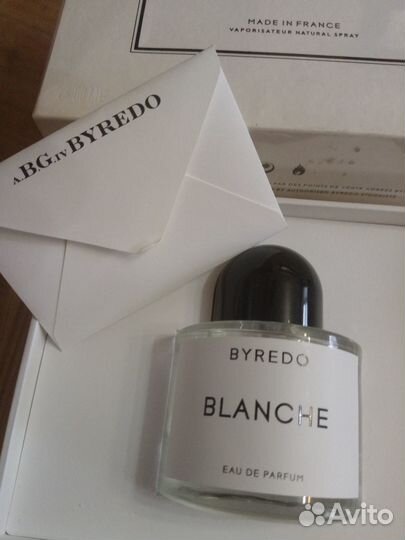 MADE IN FRANCE
VAPORISATEUR NATURAL SPRAY
A.BG.IV BYREDO
BYREDO
BLANCHE
EAU DE PARFUM
Avito